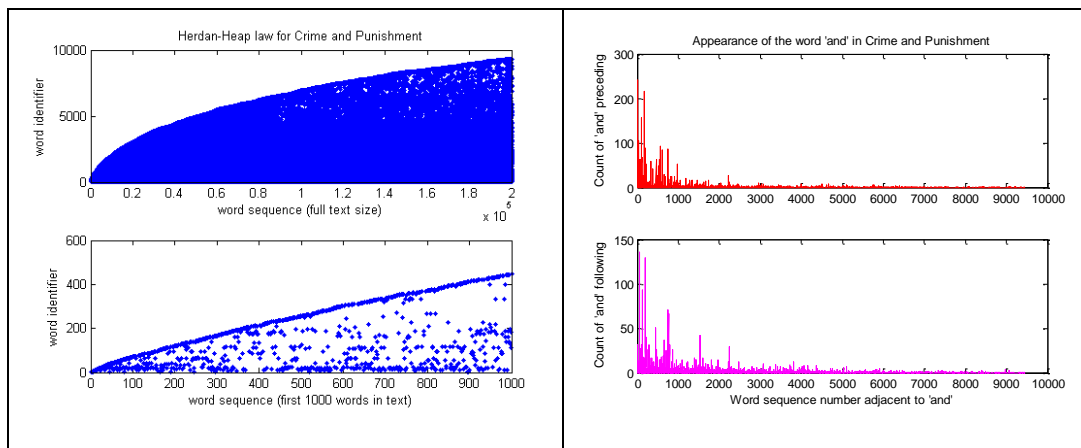 Herdan-Heap law for Crime and Punishment
10000
5000
0
word identifier
0 0.2 0.4 0.6 0.8 1 1.2 1.4 1.6 1.8 2
x 10^5
word sequence (full text size)
600
400
200
0
word identifier
0 100 200 300 400 500 600 700 800 900 1000
word sequence (first 1000 words in text)
Appearance of the word 'and' in Crime and Punishment
300
200
100
0
Count of 'and' preceding
0 1000 2000 3000 4000 5000 6000 7000 8000 9000 10000
150
100
50
0
Count of 'and' following
0 1000 2000 3000 4000 5000 6000 7000 8000 9000 10000
Word sequence number adjacent to 'and'